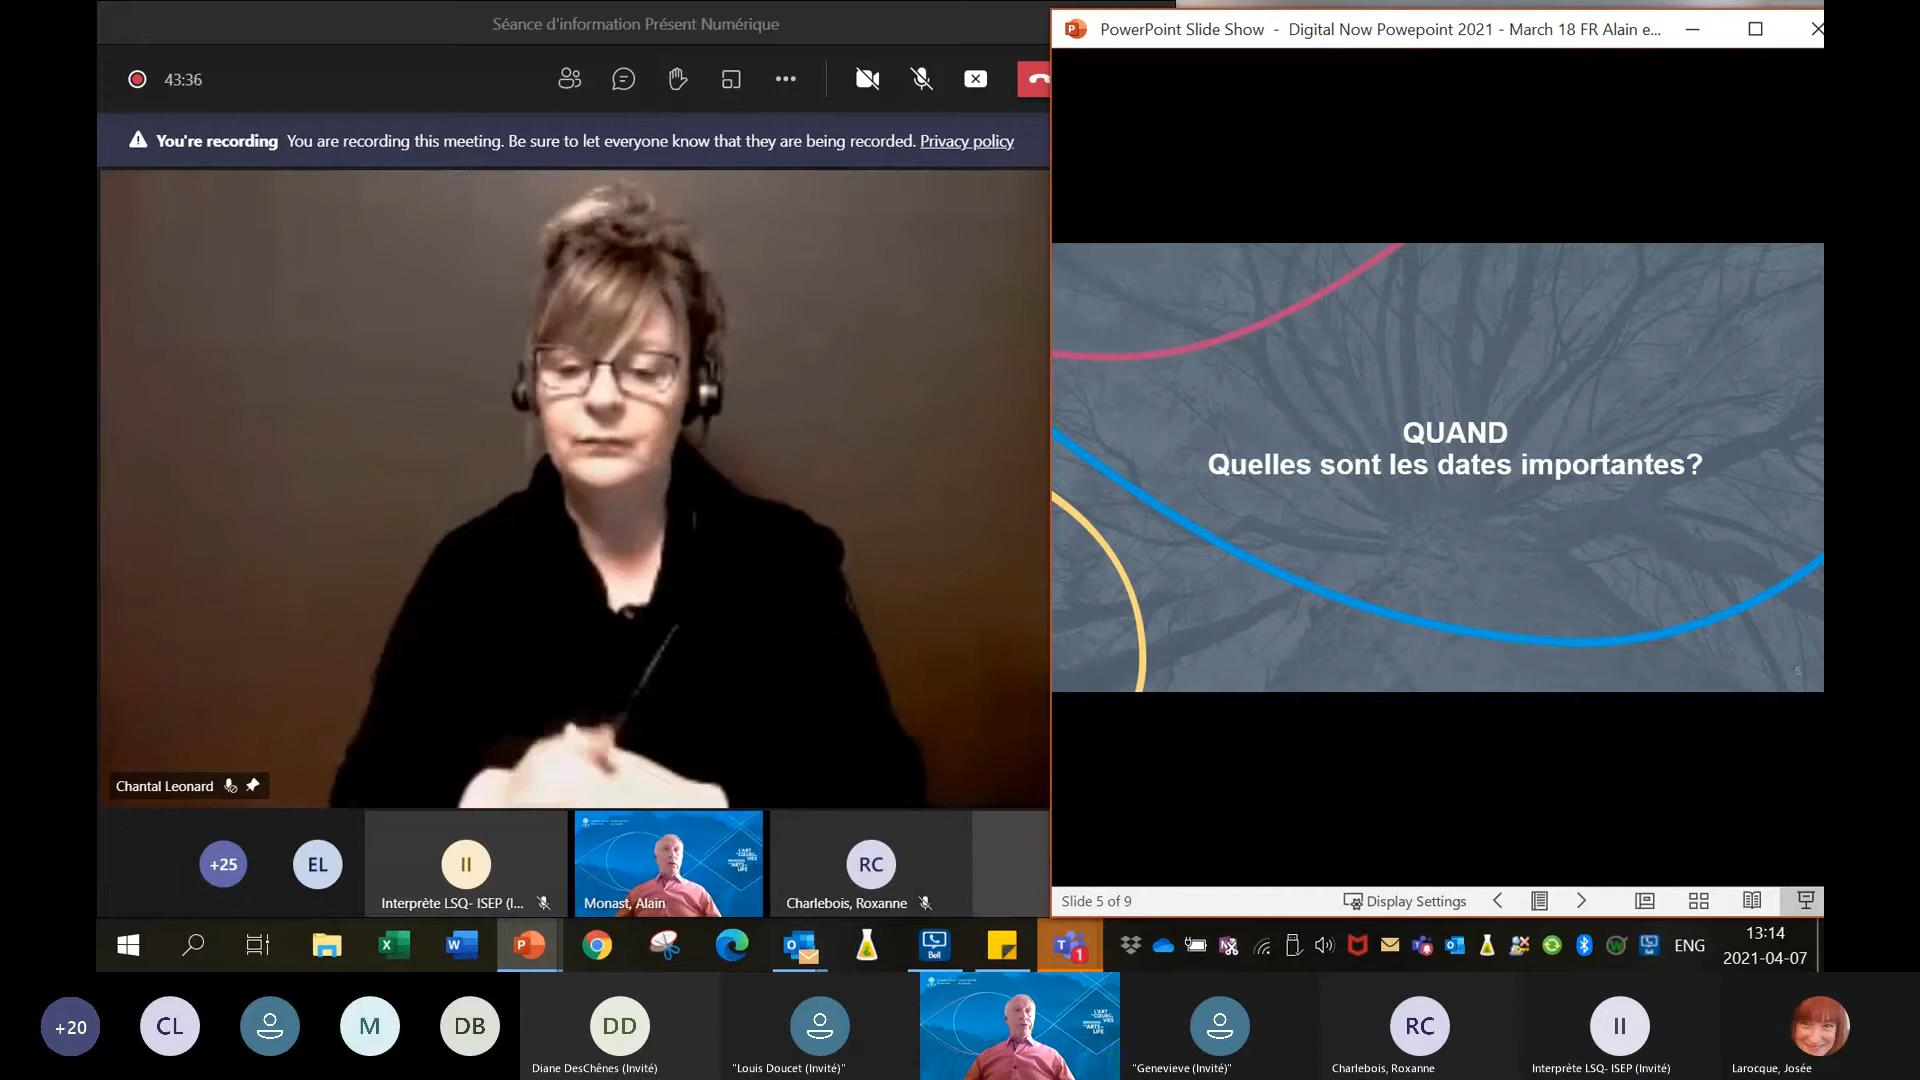 Séance d'information Présent Numérique
43:36
You're recording You are recording this meeting. Be sure to let everyone know that they are being recorded. Privacy policy
Chantal Leonard
+25
EL
II
Interprète LSQ- ISEP (I...
Monast, Alain
RC
Charlebois, Roxanne
PowerPoint Slide Show - Digital Now Powepoint 2021 - March 18 FR Alain e...
QUAND
Quelles sont les dates importantes?
5
Slide 5 of 9
Display Settings
Bell
1
ENG
13:14
2021-04-07
+20
CL
M
DB
DD
Diane DesChênes (Invité)
"Louis Doucet (Invité)"
"Genevieve (Invité)"
RC
Charlebois, Roxanne
II
Interprète LSQ- ISEP (Invité)
Larocque, Josée